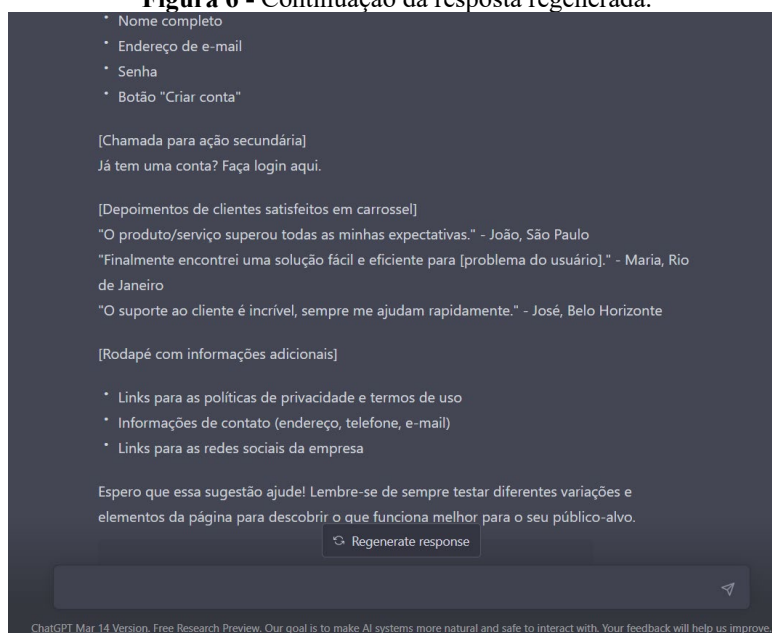 Figura 6 - Continuação da resposta regenerada.
• Nome completo
• Endereço de e-mail
• Senha
• Botão "Criar conta"
[Chamada para ação secundária]
Já tem uma conta? Faça login aqui.
[Depoimentos de clientes satisfeitos em carrossel]
"O produto/serviço superou todas as minhas expectativas." - João, São Paulo
"Finalmente encontrei uma solução fácil e eficiente para [problema do usuário]." - Maria, Rio
de Janeiro
"O suporte ao cliente é incrível, sempre me ajudam rapidamente." - José, Belo Horizonte
[Rodapé com informações adicionais]
• Links para as políticas de privacidade e termos de uso
• Informações de contato (endereço, telefone, e-mail)
• Links para as redes sociais da empresa
Espero que essa sugestão ajude! Lembre-se de sempre testar diferentes variações e
elementos da página para descobrir o que funciona melhor para o seu público-alvo.
Regenerate response
ChatGPT Mar 14 Version. Free Research Preview. Our goal is to make AI systems more natural and safe to interact with. Your feedback will help us improve.